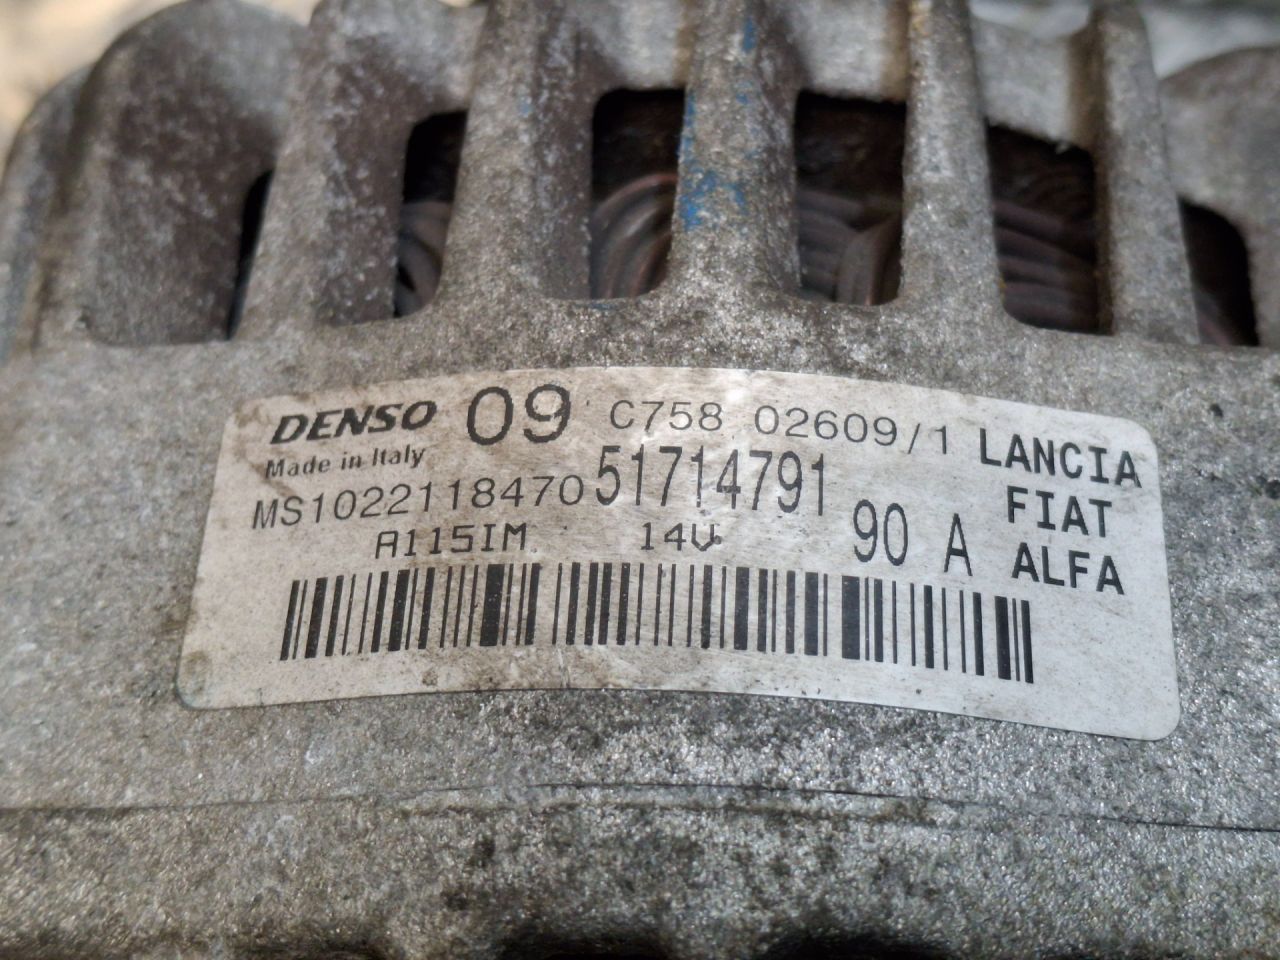 DENSO 09 C758 02609/1 LANCIA
Made in Italy 51714791 FIAT
MS1022118470 90 A ALFA
A115IM 14V